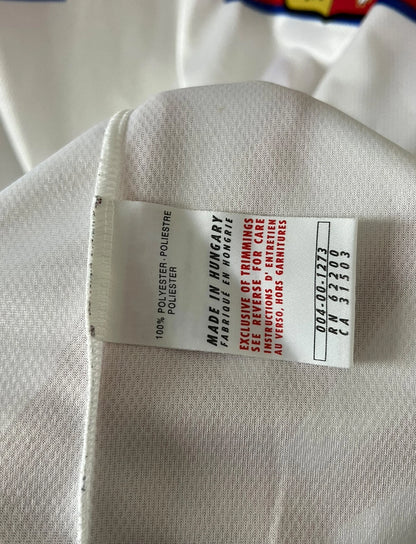 100% POLYESTER·POLIESTRE
POLIESTER
MADE IN HUNGARY
FABRIQUE EN HONGRIE
EXCLUSIVE OF TRIMMINGS
SEE REVERSE FOR CARE
INSTRUCTIONS D'ENTRETIEN
AU VERSO, HORS GARNITURES
004-00-1273
RN 62200
CA 31503